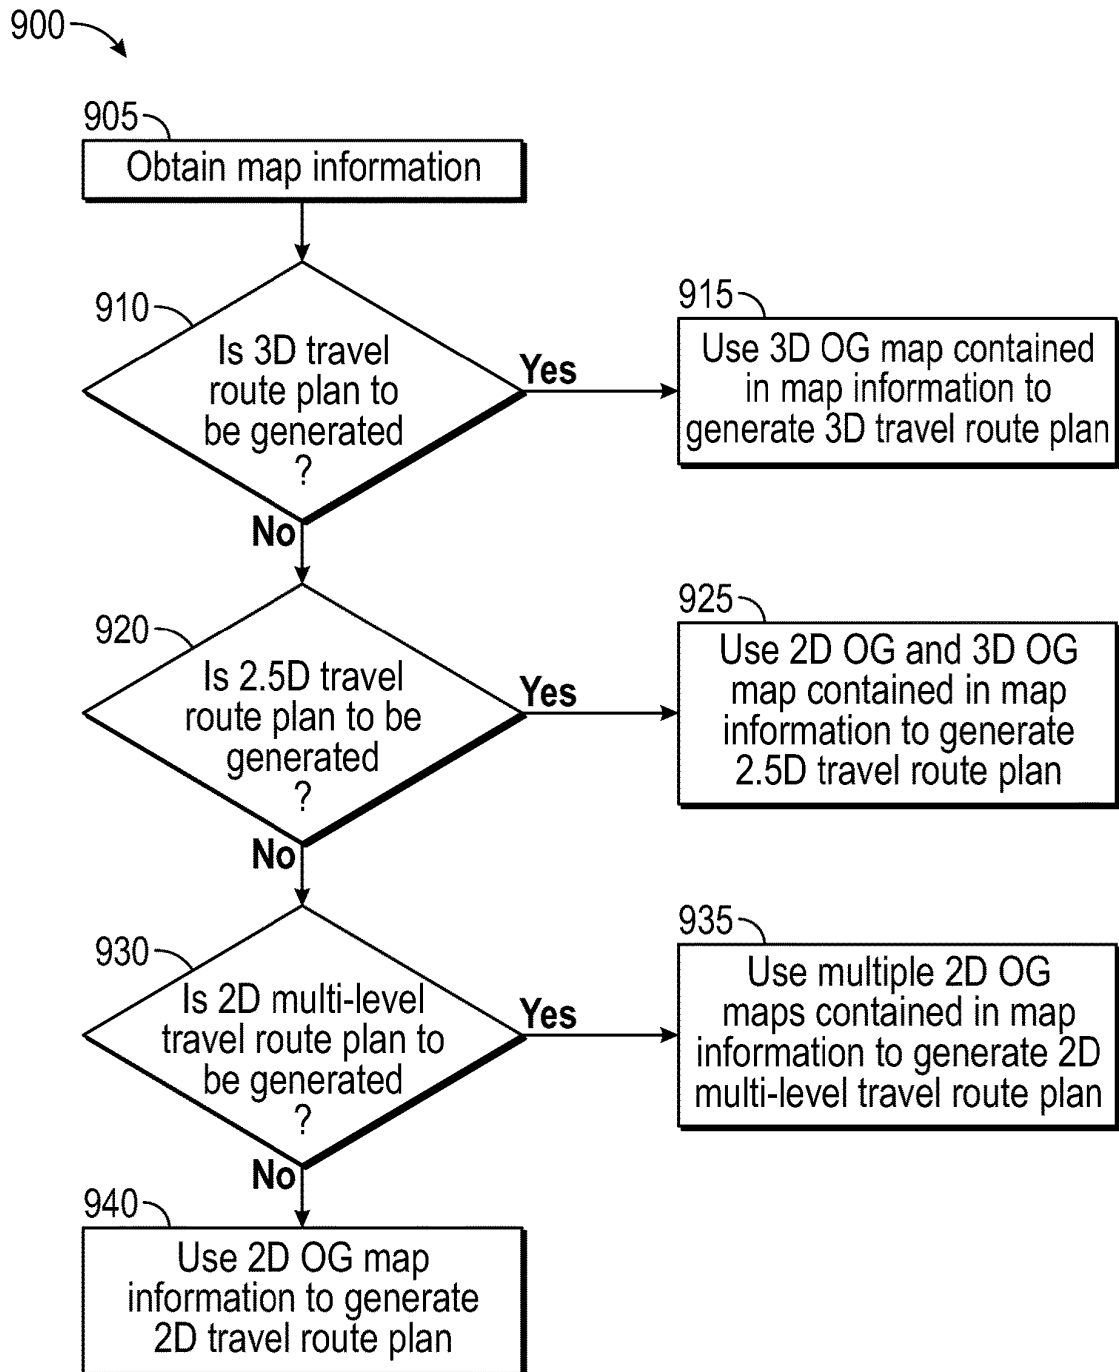 900
905
Obtain map information
910
Is 3D travel
route plan to
be generated
?
Yes
No
915
Use 3D OG map contained
in map information to
generate 3D travel route plan
920
Is 2.5D travel
route plan to be
generated
?
Yes
No
925
Use 2D OG and 3D OG
map contained in map
information to generate
2.5D travel route plan
930
Is 2D multi-level
travel route plan to
be generated
?
Yes
No
935
Use multiple 2D OG
maps contained in map
information to generate 2D
multi-level travel route plan
940
Use 2D OG map
information to generate
2D travel route plan